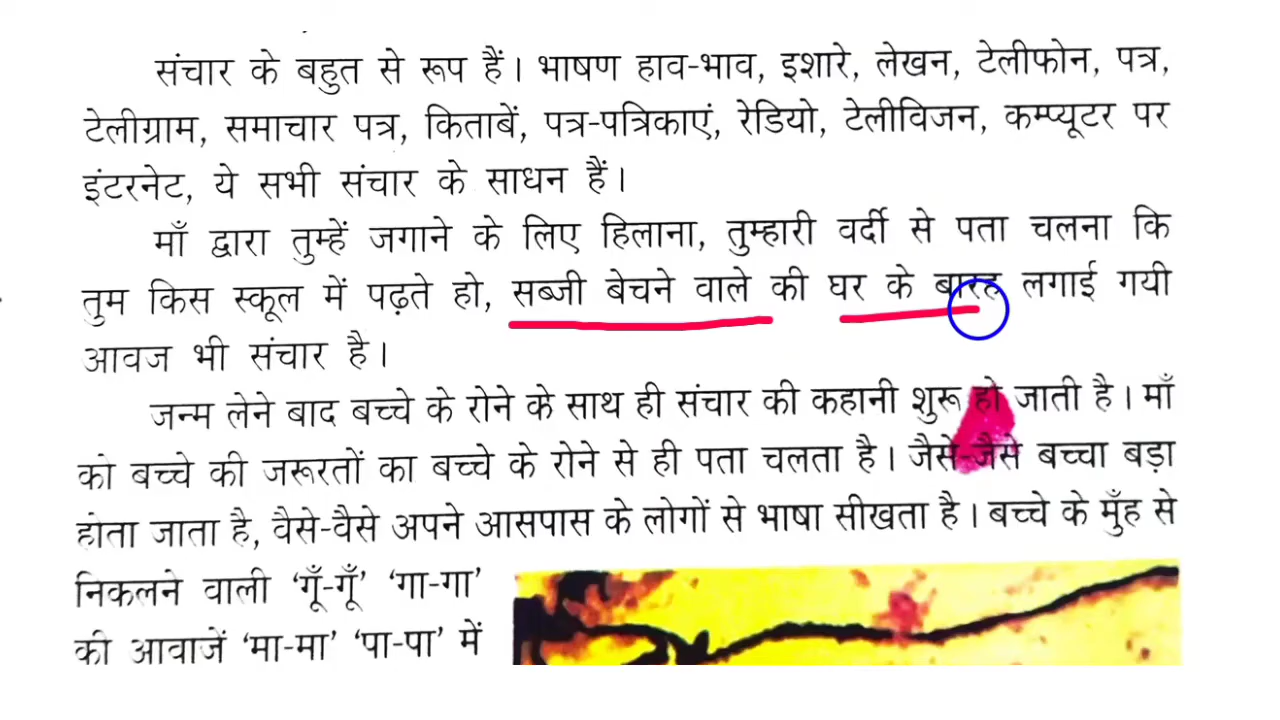 संचार के बहुत से रूप हैं। भाषण हाव-भाव, इशारे, लेखन, टेलीफोन, पत्र,
टेलीग्राम, समाचार पत्र, किताबें, पत्र-पत्रिकाएं, रेडियो, टेलीविजन, कम्प्यूटर पर
इंटरनेट, ये सभी संचार के साधन हैं।
माँ द्वारा तुम्हें जगाने के लिए हिलाना, तुम्हारी वर्दी से पता चलना कि
तुम किस स्कूल में पढ़ते हो, सब्जी बेचने वाले की घर के बारह लगाई गयी
आवज भी संचार है।
जन्म लेने बाद बच्चे के रोने के साथ ही संचार की कहानी शुरू हो जाती है। माँ
को बच्चे की जरूरतों का बच्चे के रोने से ही पता चलता है। जैसे-जैसे बच्चा बड़ा
होता जाता है, वैसे-वैसे अपने आसपास के लोगों से भाषा सीखता है। बच्चे के मुँह से
निकलने वाली ‘गूँ-गूँ’ ‘गा-गा’
की आवाजें ‘मा-मा’ ‘पा-पा’ में